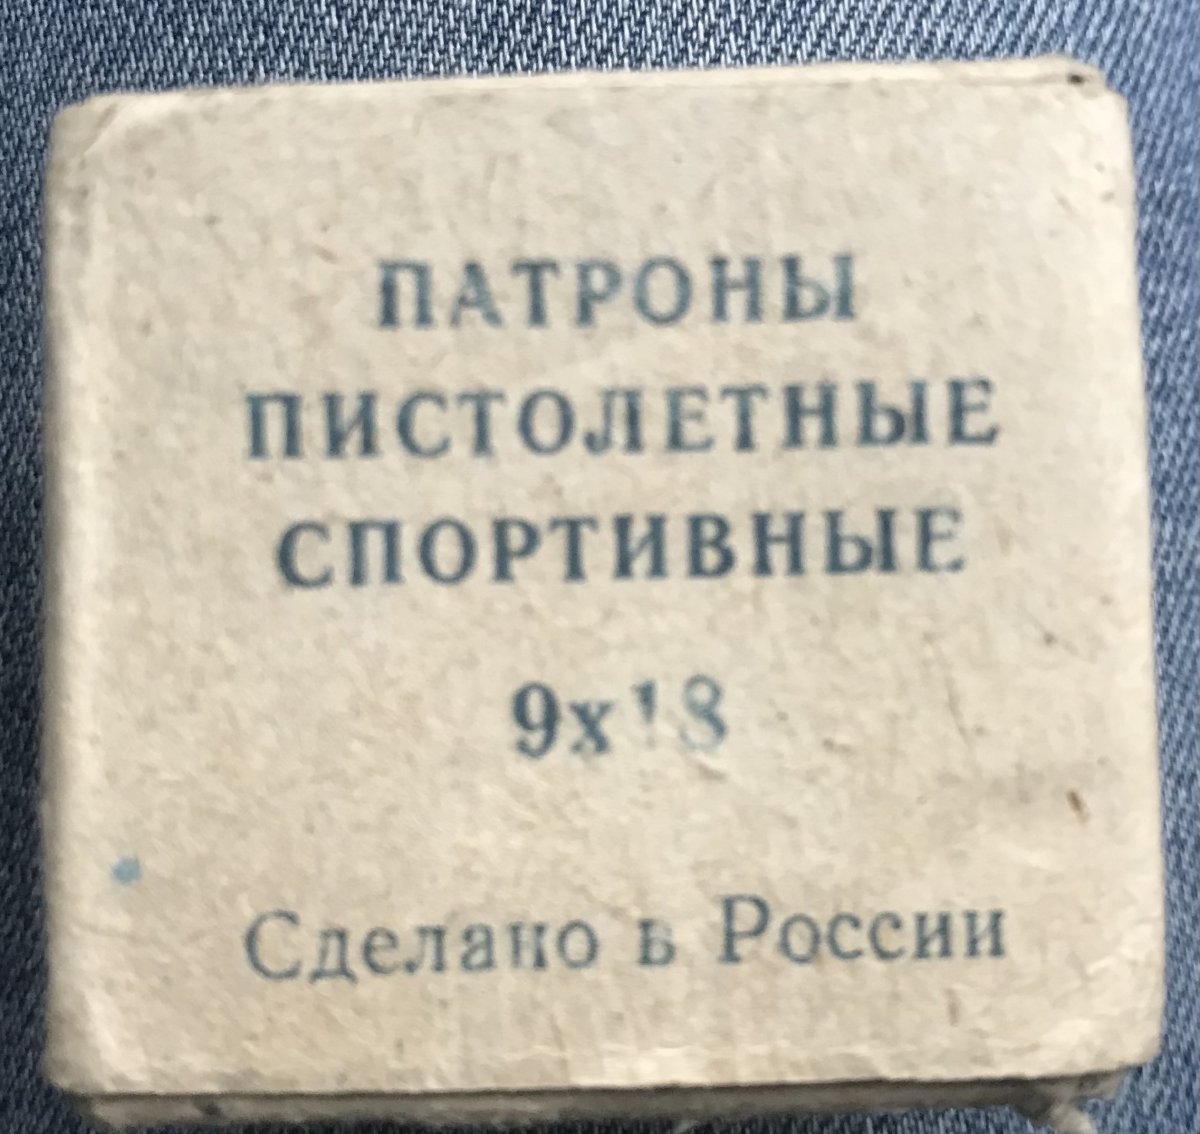 ПАТРОНЫ
ПИСТОЛЕТНЫЕ
СПОРТИВНЫЕ
9х18
Сделано в России